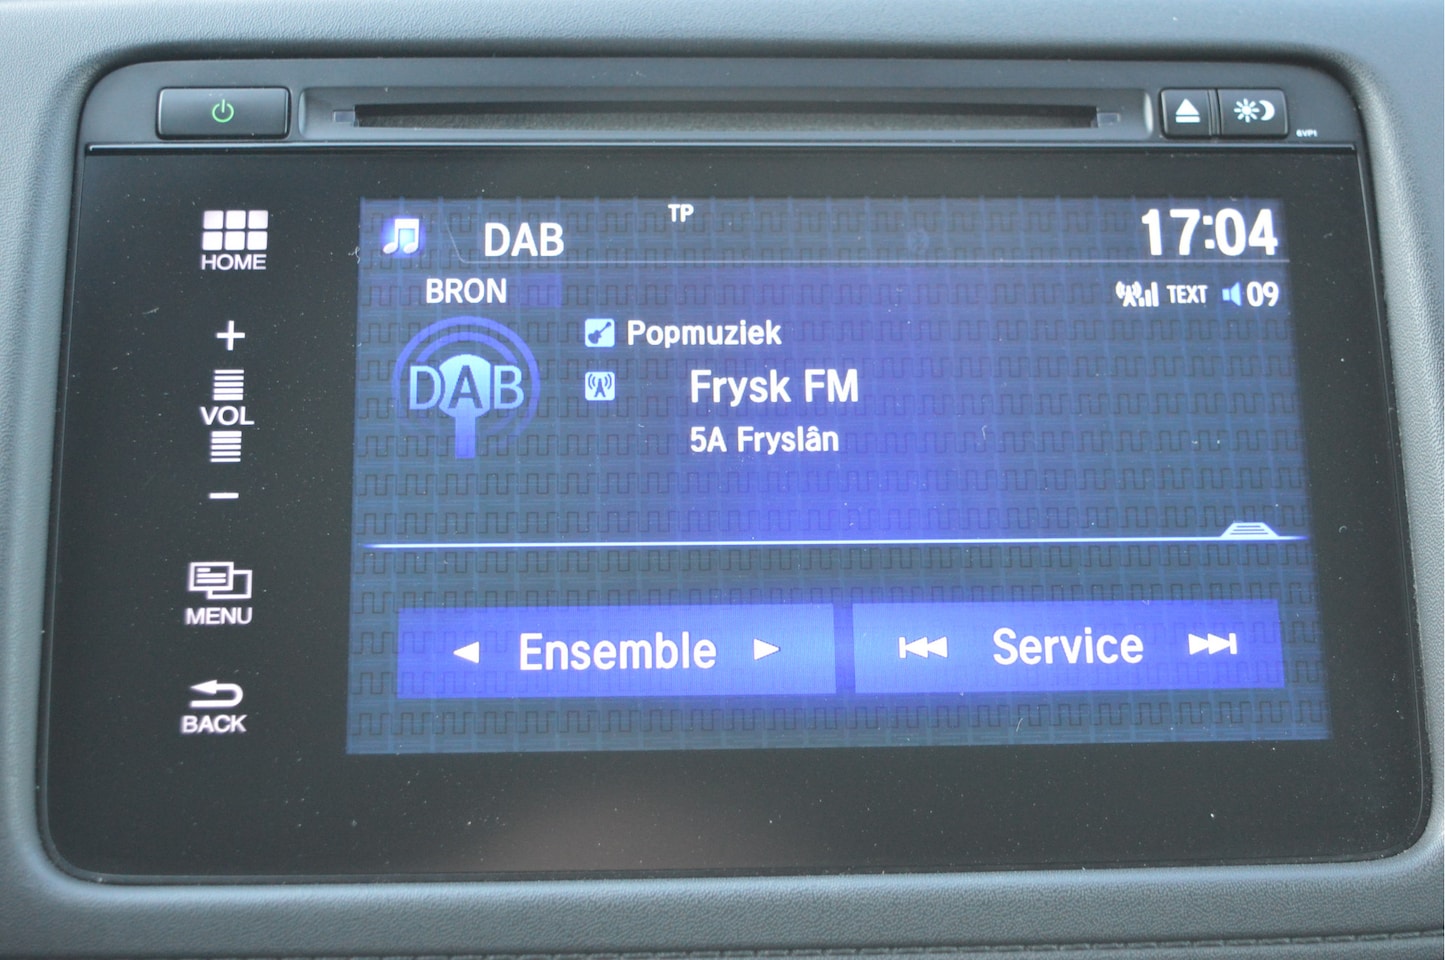 6VP1
HOME
VOL
MENU
BACK
DAB
TP
17:04
BRON
TEXT 09
DAB
Popmuziek
Frysk FM
5A Fryslân
Ensemble
Service